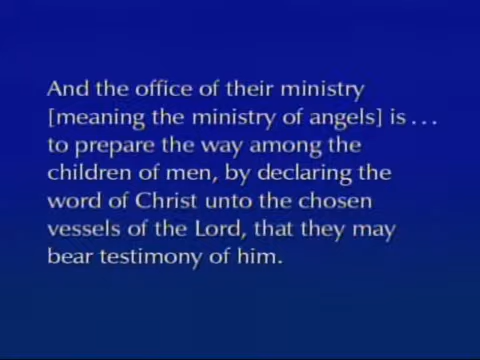 And the office of their ministry
[meaning the ministry of angels] is . . .
to prepare the way among the
children of men, by declaring the
word of Christ unto the chosen
vessels of the Lord, that they may
bear testimony of him.